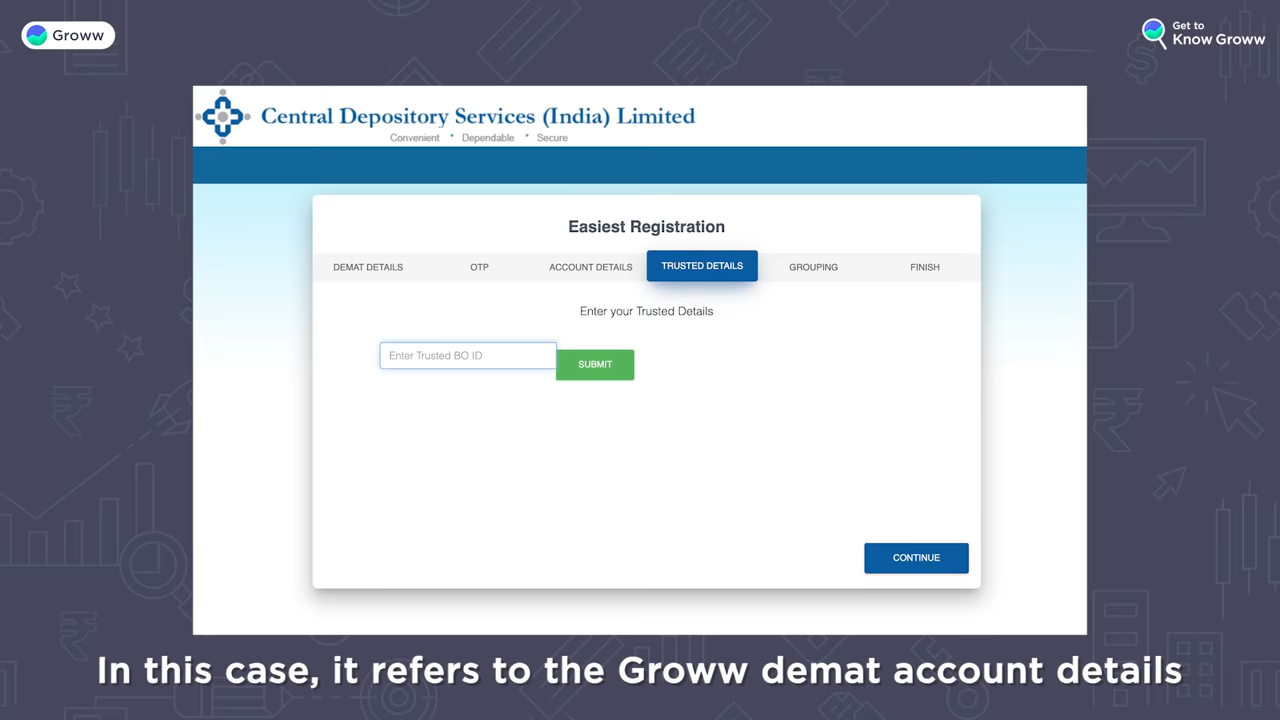 Groww
Get to
Know Groww
Central Depository Services (India) Limited
Convenient * Dependable * Secure
Easiest Registration
DEMAT DETAILS OTP ACCOUNT DETAILS TRUSTED DETAILS GROUPING FINISH
Enter your Trusted Details
Enter Trusted BO ID
SUBMIT
CONTINUE
In this case, it refers to the Groww demat account details